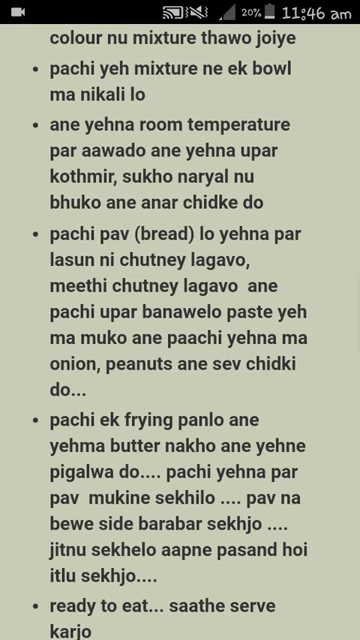 20% 11:46 am
colour nu mixture thawo joiye
• pachi yeh mixture ne ek bowl
ma nikali lo
• ane yehna room temperature
par aawado ane yehna upar
kothmir, sukho naryal nu
bhuko ane anar chidke do
• pachi pav (bread) lo yehna par
lasun ni chutney lagavo,
meethi chutney lagavo ane
pachi upar banawelo paste yeh
ma muko ane paachi yehna ma
onion, peanuts ane sev chidki
do...
• pachi ek frying panlo ane
yehma butter nakho ane yehne
pigalwa do.... pachi yehna par
pav mukine sekhilo .... pav na
bewe side barabar sekhjo ....
jitnu sekhelo aapne pasand hoi
itlu sekhjo....
• ready to eat... saathe serve
karjo